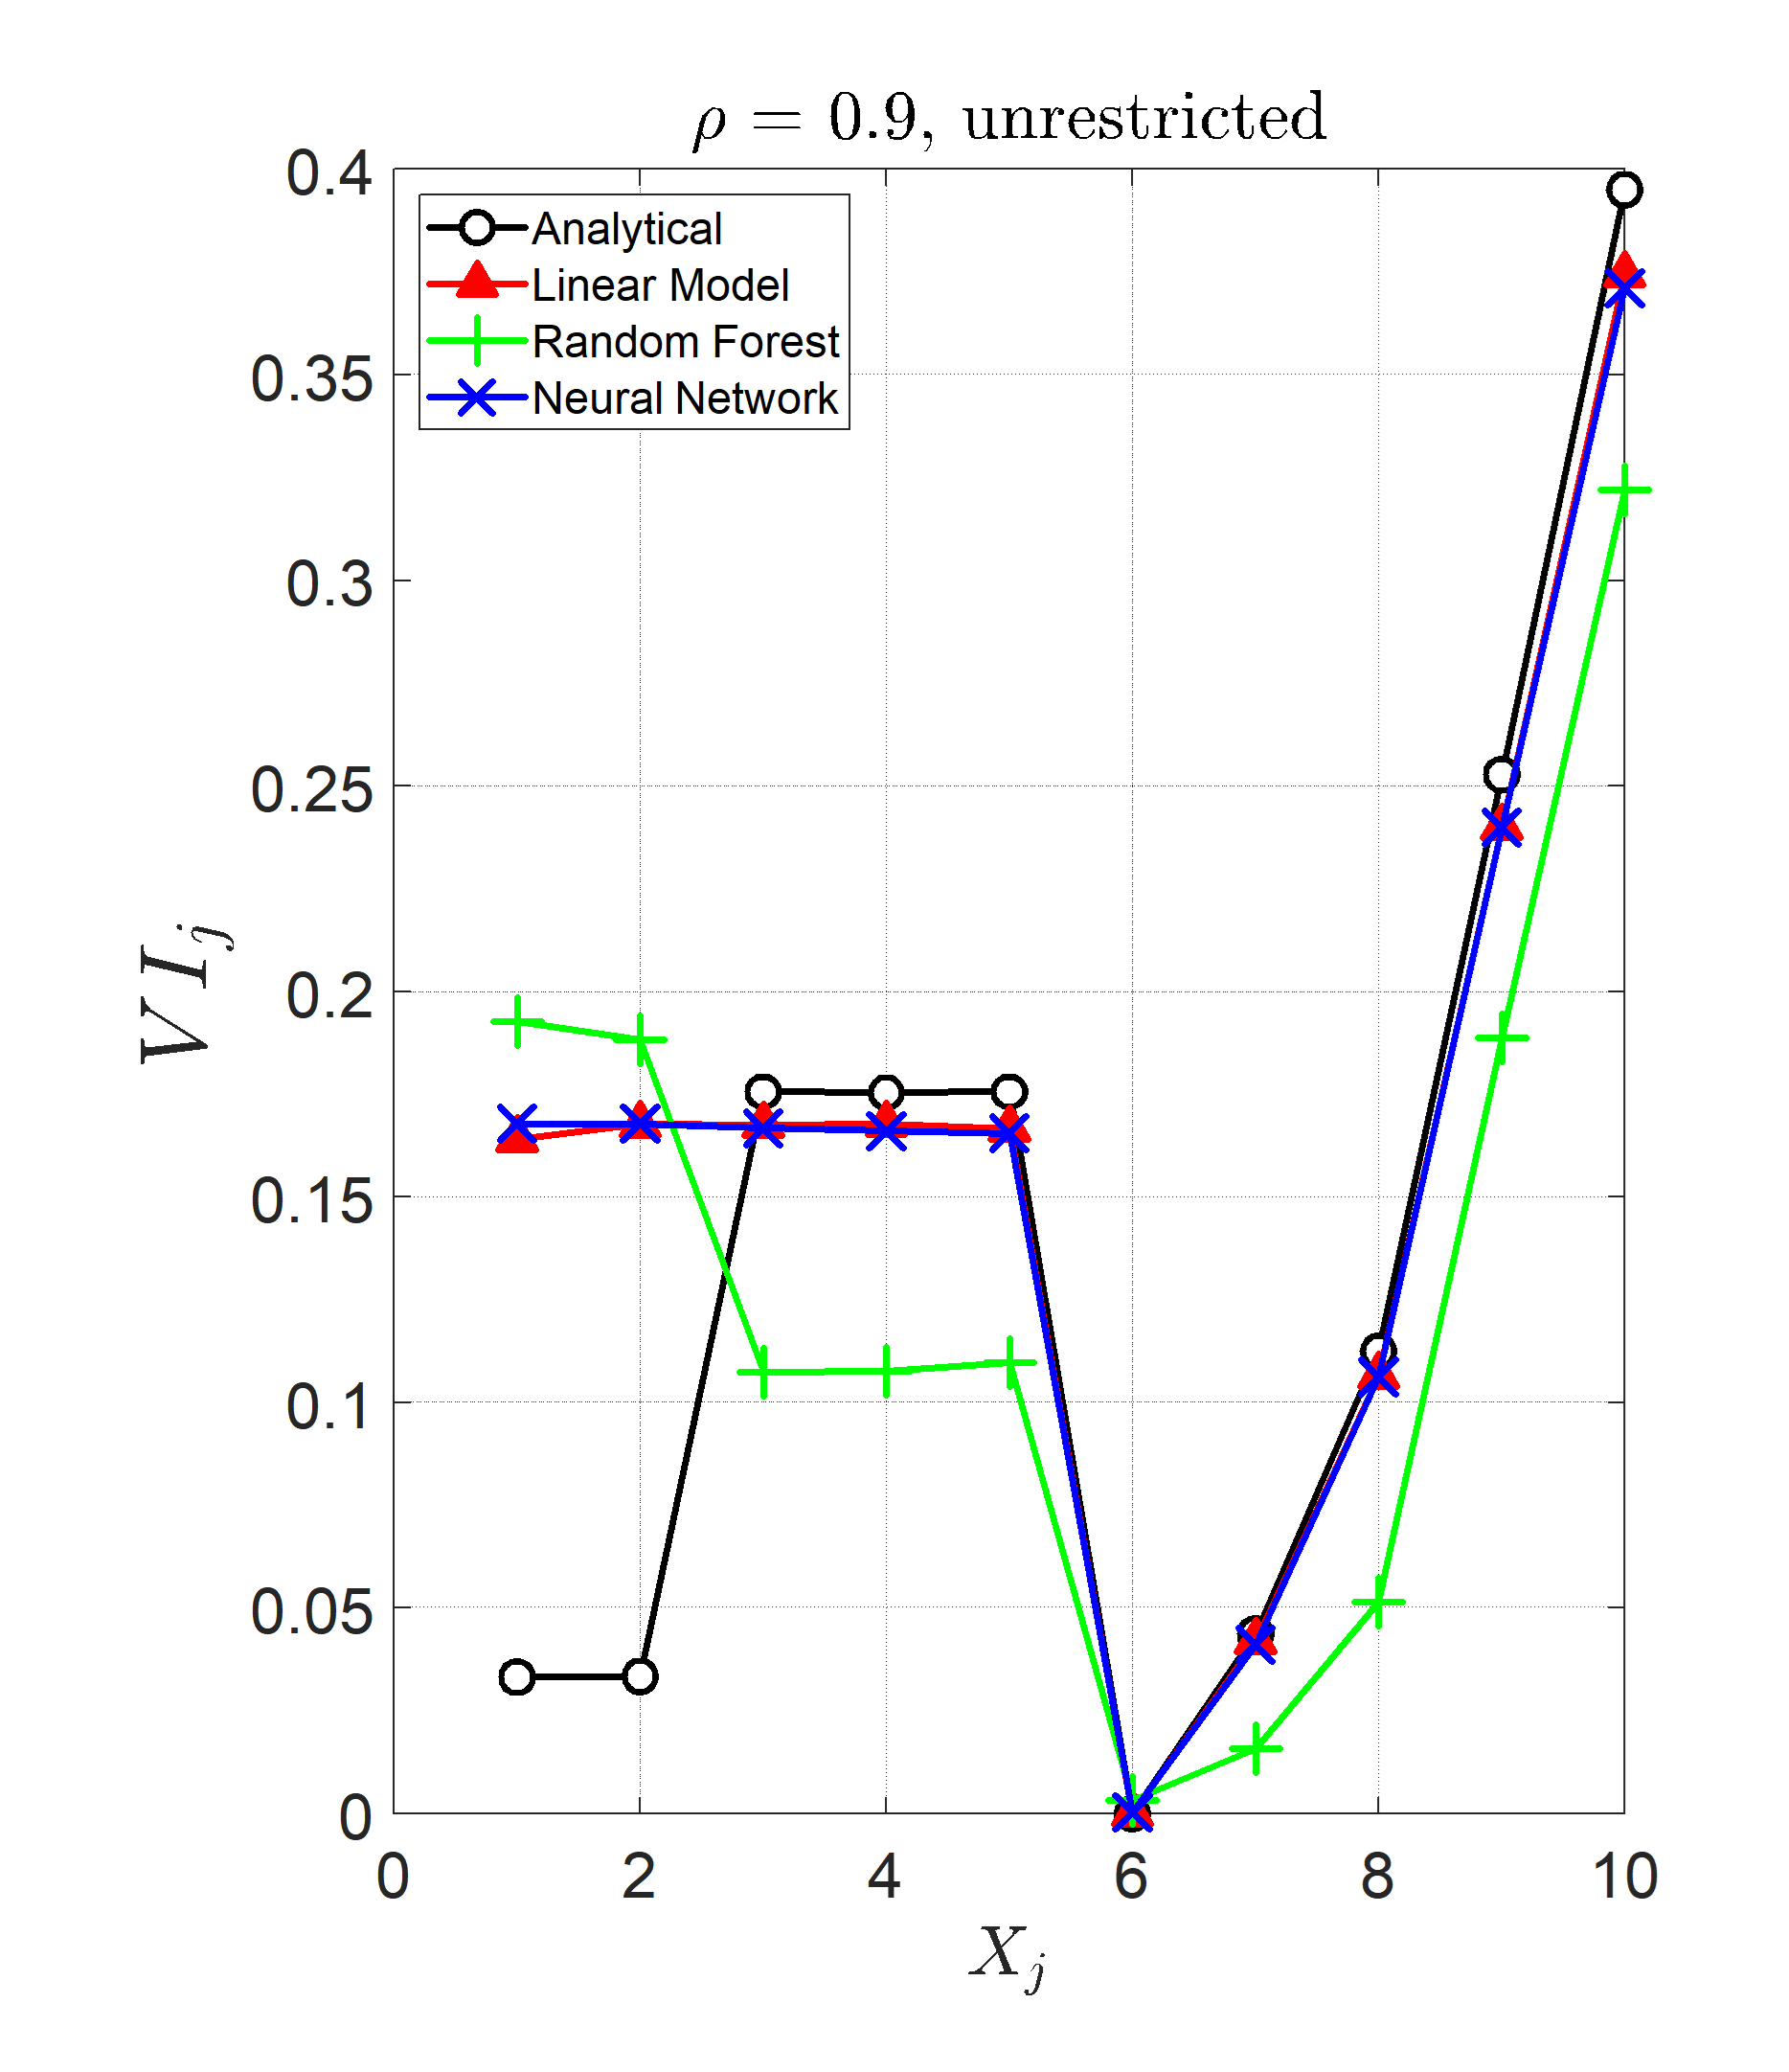 ρ = 0.9, unrestricted
0.4
0.35
0.3
0.25
0.2
0.15
0.1
0.05
0
Analytical
Linear Model
Random Forest
Neural Network
VI_j
0 2 4 6 8 10
X_j